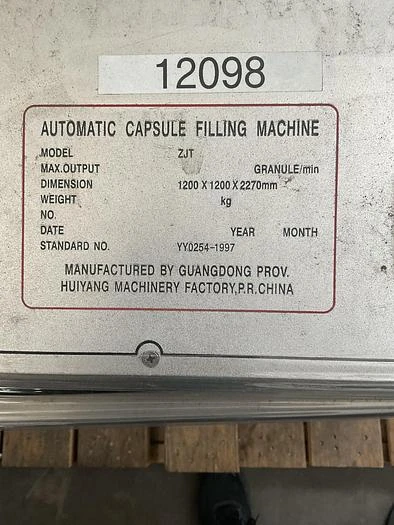 12098
AUTOMATIC CAPSULE FILLING MACHINE
MODEL ZJT
MAX.OUTPUT GRANULE/min
DIMENSION 1200 X 1200 X 2270mm
WEIGHT kg
NO.
DATE YEAR MONTH
STANDARD NO. YY0254-1997
MANUFACTURED BY GUANGDONG PROV.
HUIYANG MACHINERY FACTORY,P.R.CHINA